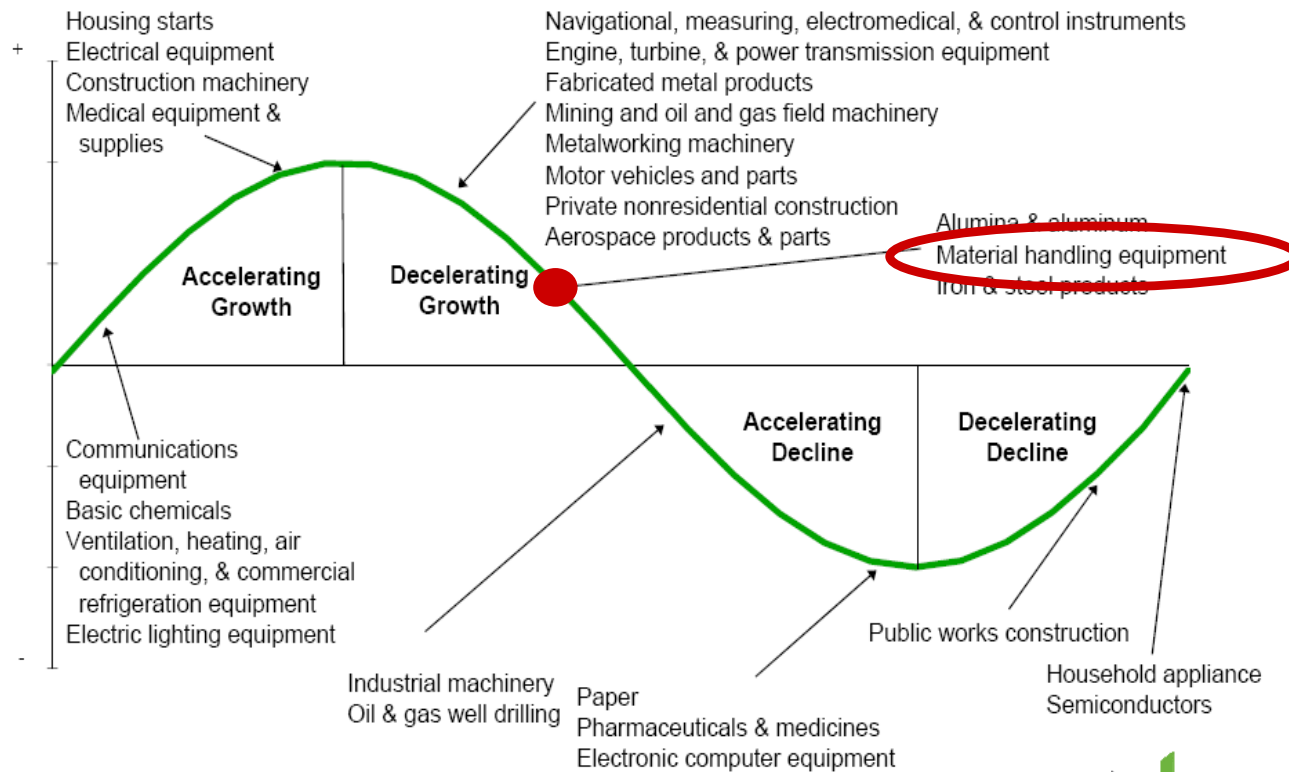 Housing starts
Electrical equipment
Construction machinery
Medical equipment &
supplies
Navigational, measuring, electromedical, & control instruments
Engine, turbine, & power transmission equipment
Fabricated metal products
Mining and oil and gas field machinery
Metalworking machinery
Motor vehicles and parts
Private nonresidential construction
Aerospace products & parts
Alumina & aluminum
Material handling equipment
Iron & steel products
+
Accelerating
Growth
Decelerating
Growth
Accelerating
Decline
Decelerating
Decline
Communications
equipment
Basic chemicals
Ventilation, heating, air
conditioning, & commercial
refrigeration equipment
Electric lighting equipment
-
Industrial machinery
Oil & gas well drilling
Paper
Pharmaceuticals & medicines
Electronic computer equipment
Public works construction
Household appliance
Semiconductors